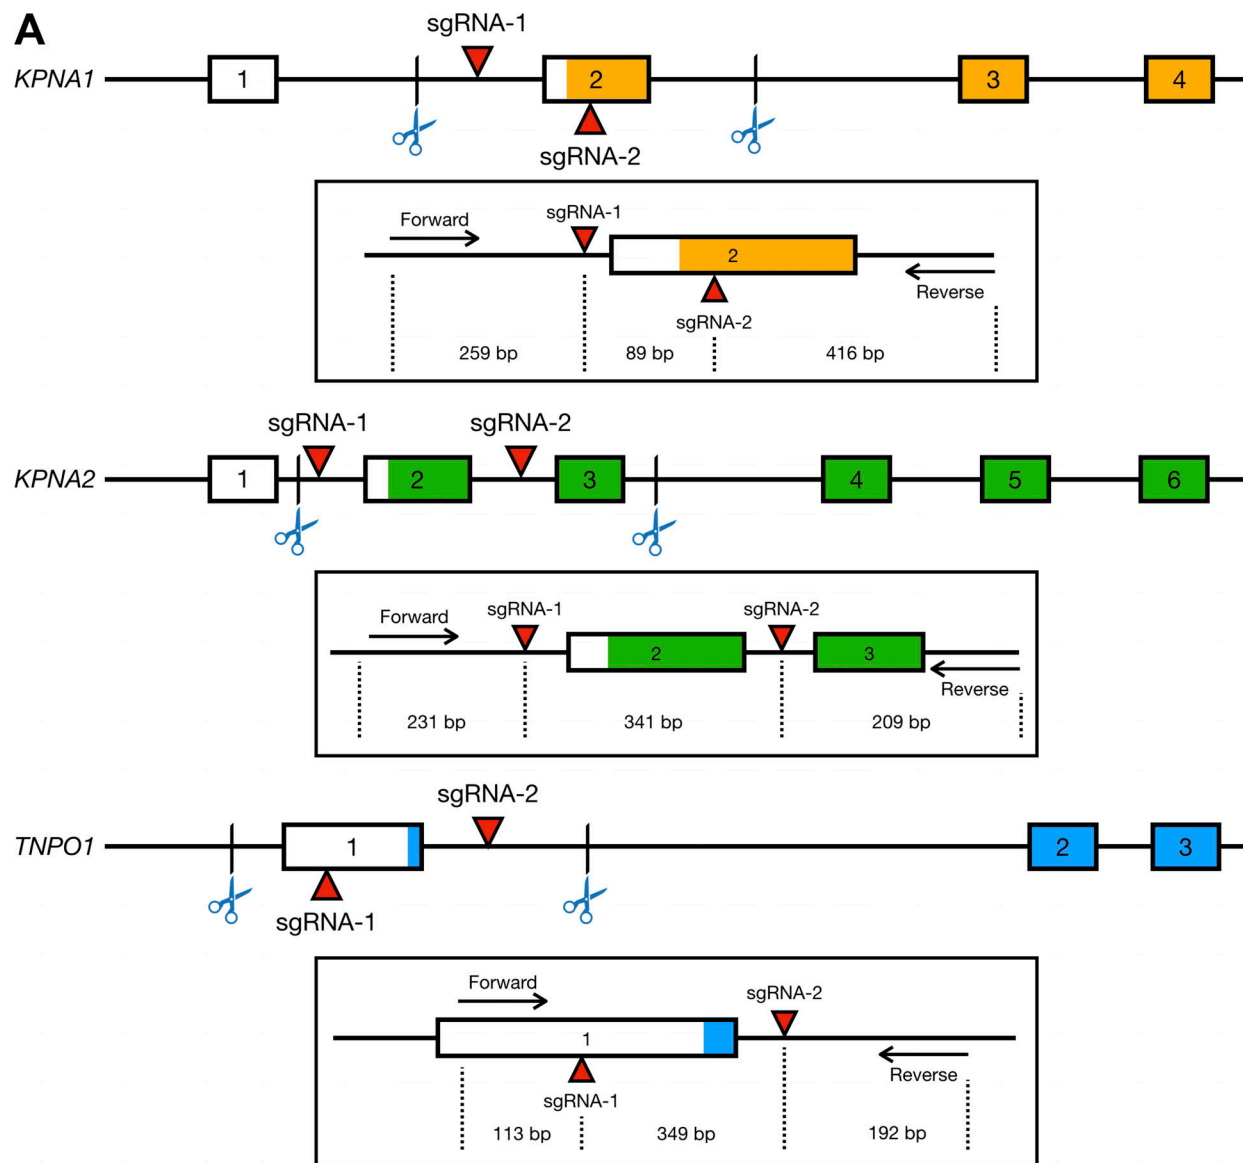 A
sgRNA-1
KPNA1 1 2 3 4
sgRNA-2
Forward sgRNA-1
2
Reverse
sgRNA-2
259 bp 89 bp 416 bp
sgRNA-1 sgRNA-2
KPNA2 1 2 3 4 5 6
Forward sgRNA-1 sgRNA-2
2 3
Reverse
231 bp 341 bp 209 bp
sgRNA-2
TNPO1 1 2 3
sgRNA-1
Forward sgRNA-2
1
Reverse
sgRNA-1
113 bp 349 bp 192 bp